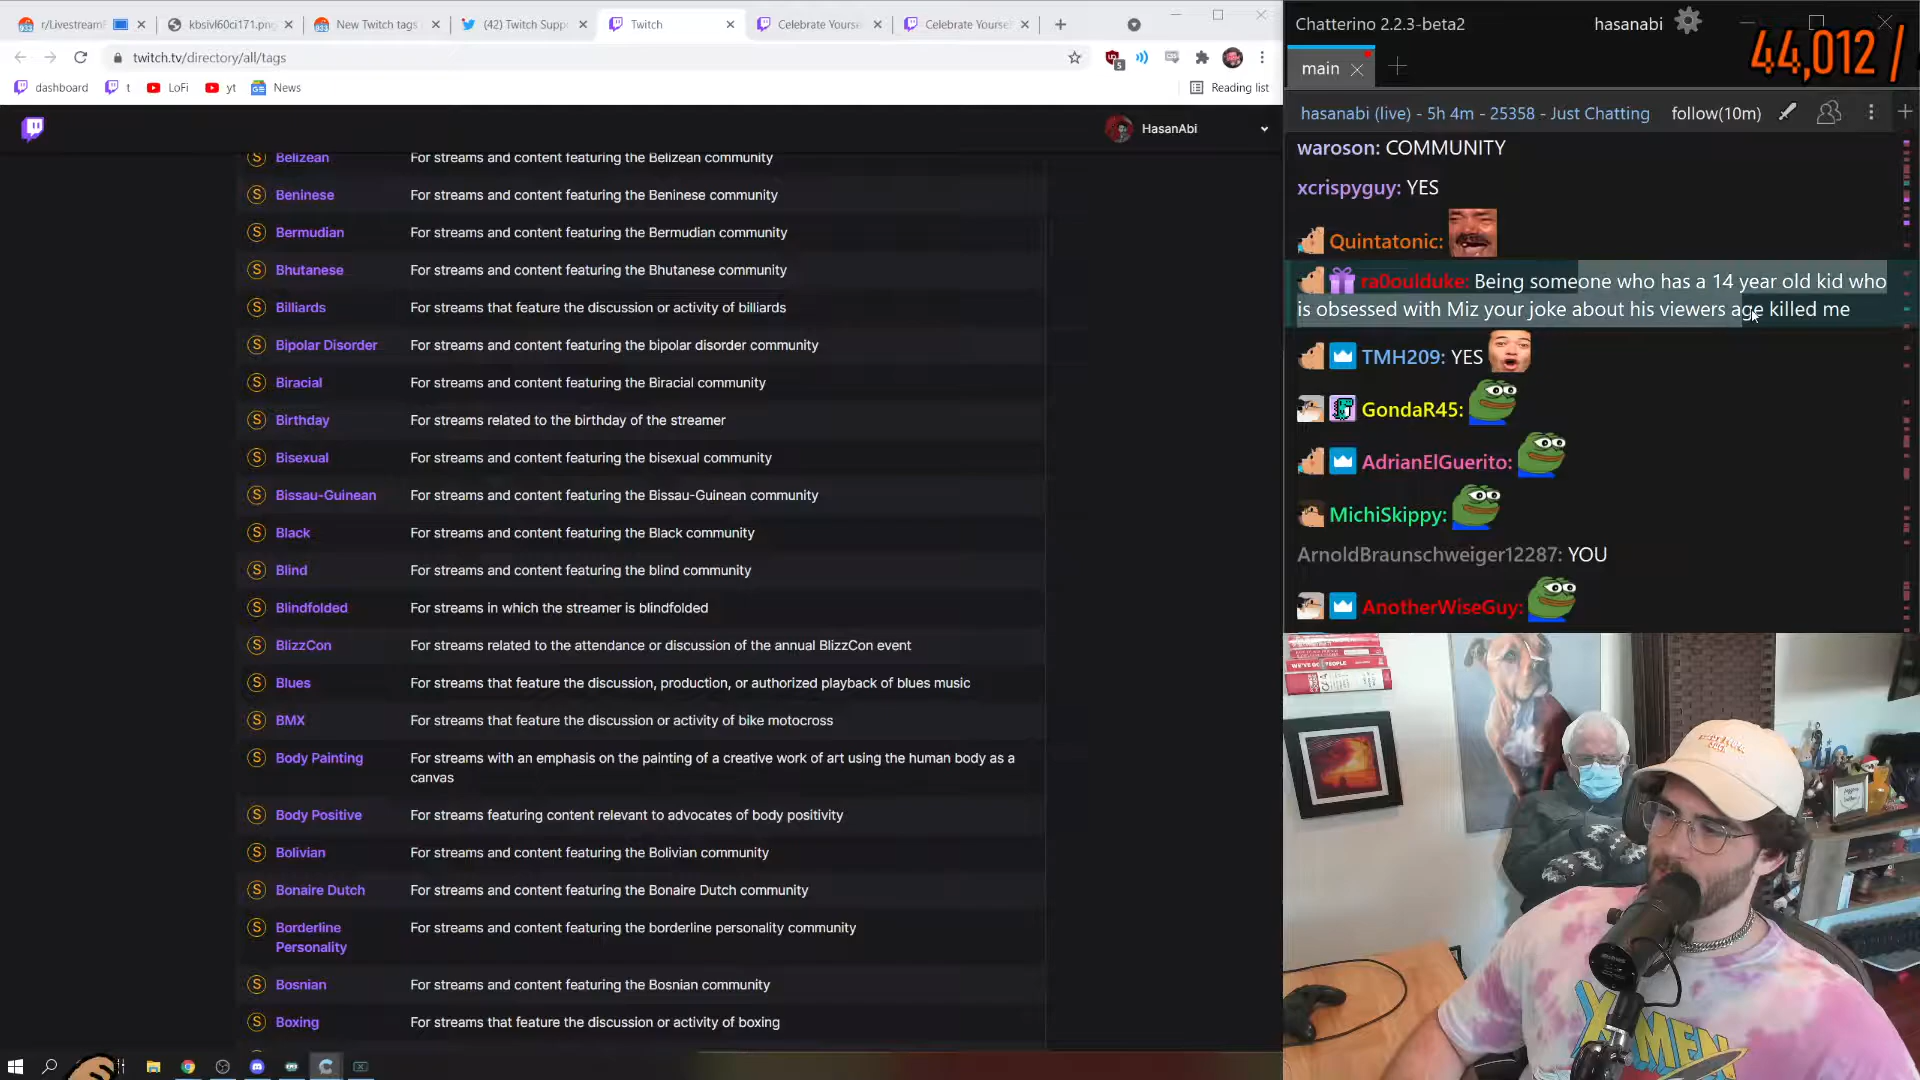 r/Livestream
kbsivl60ci171.png
New Twitch tags
(42) Twitch Supp
Twitch
Celebrate Yourse
Celebrate Yourse
twitch.tv/directory/all/tags
5
dashboard
t
LoFi
yt
News
Reading list
HasanAbi
Belizean For streams and content featuring the Belizean community
Beninese For streams and content featuring the Beninese community
Bermudian For streams and content featuring the Bermudian community
Bhutanese For streams and content featuring the Bhutanese community
Billiards For streams that feature the discussion or activity of billiards
Bipolar Disorder For streams and content featuring the bipolar disorder community
Biracial For streams and content featuring the Biracial community
Birthday For streams related to the birthday of the streamer
Bisexual For streams and content featuring the bisexual community
Bissau-Guinean For streams and content featuring the Bissau-Guinean community
Black For streams and content featuring the Black community
Blind For streams and content featuring the blind community
Blindfolded For streams in which the streamer is blindfolded
BlizzCon For streams related to the attendance or discussion of the annual BlizzCon event
Blues For streams that feature the discussion, production, or authorized playback of blues music
BMX For streams that feature the discussion or activity of bike motocross
Body Painting For streams with an emphasis on the painting of a creative work of art using the human body as a
canvas
Body Positive For streams featuring content relevant to advocates of body positivity
Bolivian For streams and content featuring the Bolivian community
Bonaire Dutch For streams and content featuring the Bonaire Dutch community
Borderline For streams and content featuring the borderline personality community
Personality
Bosnian For streams and content featuring the Bosnian community
Boxing For streams that feature the discussion or activity of boxing
Chatterino 2.2.3-beta2
hasanabi
44,012 /
main
hasanabi (live) - 5h 4m - 25358 - Just Chatting
follow(10m)
waroson: COMMUNITY
xcrispyguy: YES
Quintatonic:
ra0oulduke: Being someone who has a 14 year old kid who
is obsessed with Miz your joke about his viewers age killed me
TMH209: YES
GondaR45:
AdrianElGuerito:
MichiSkippy:
ArnoldBraunschweiger12287: YOU
AnotherWiseGuy:
WE'VE GOT PEOPLE
X-MEN